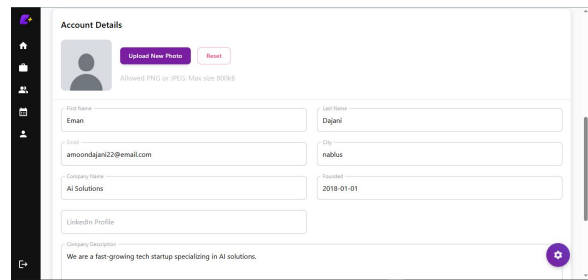 Account Details
Upload New Photo
Reset
Allowed PNG or JPEG. Max size 800kB
First Name
Eman
Last Name
Dajani
Email
amoondajani22@email.com
City
nablus
Company Name
Ai Solutions
Founded
2018-01-01
LinkedIn Profile
Company Description
We are a fast-growing tech startup specializing in AI solutions.